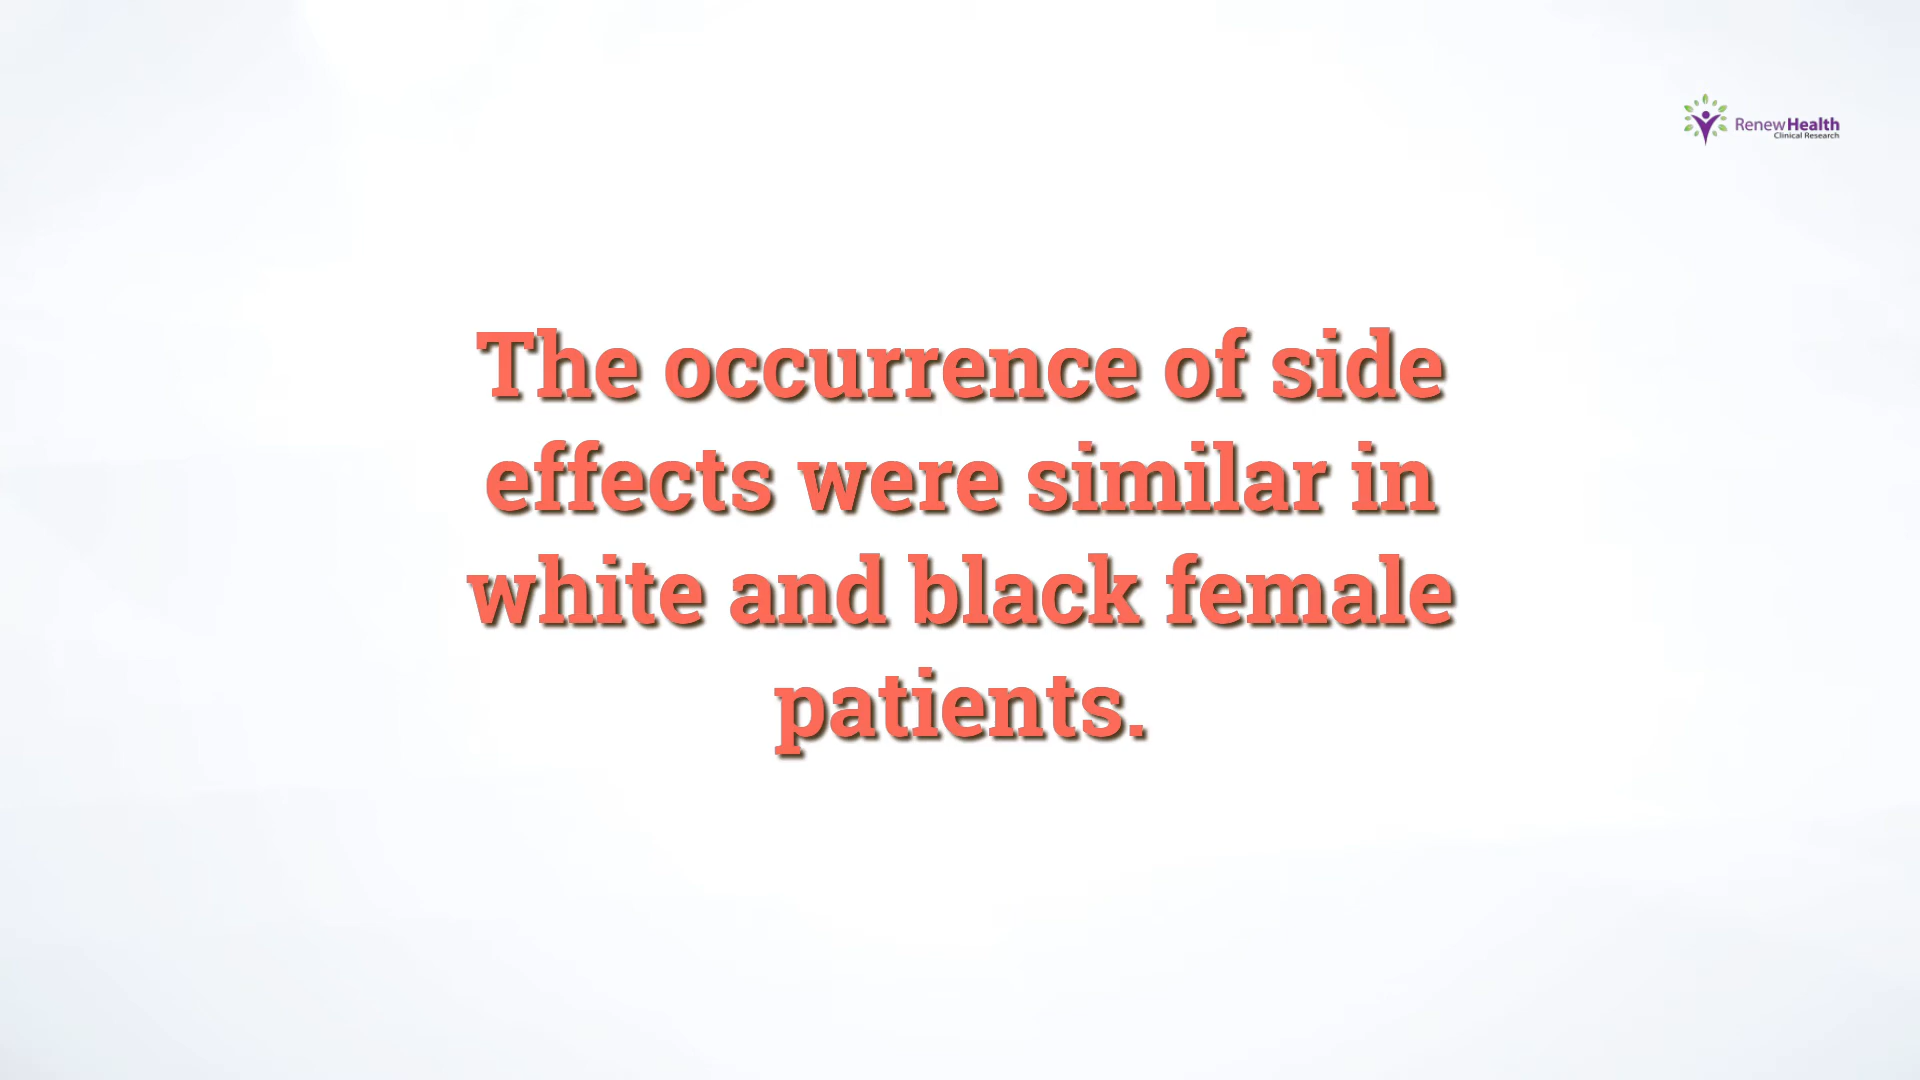 RenewHealth
Clinical Research
The occurrence of side
effects were similar in
white and black female
patients.